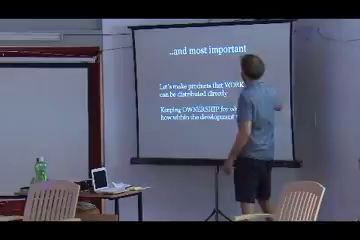 ..and most important
Let's make products that WORK
can be distributed directly
Keeping OWNERSHIP for
how within the development